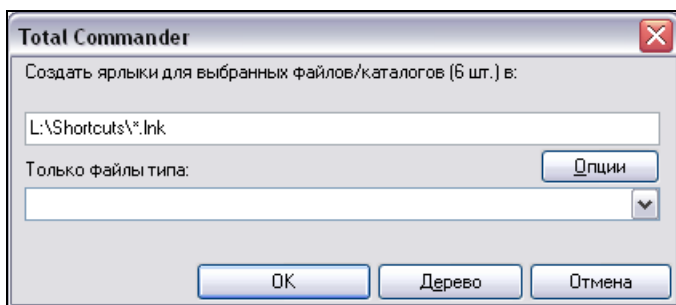 Total Commander
Создать ярлыки для выбранных файлов/каталогов (6 шт.) в:
L:\Shortcuts\*.lnk
Только файлы типа:
Опции
OK
Дерево
Отмена